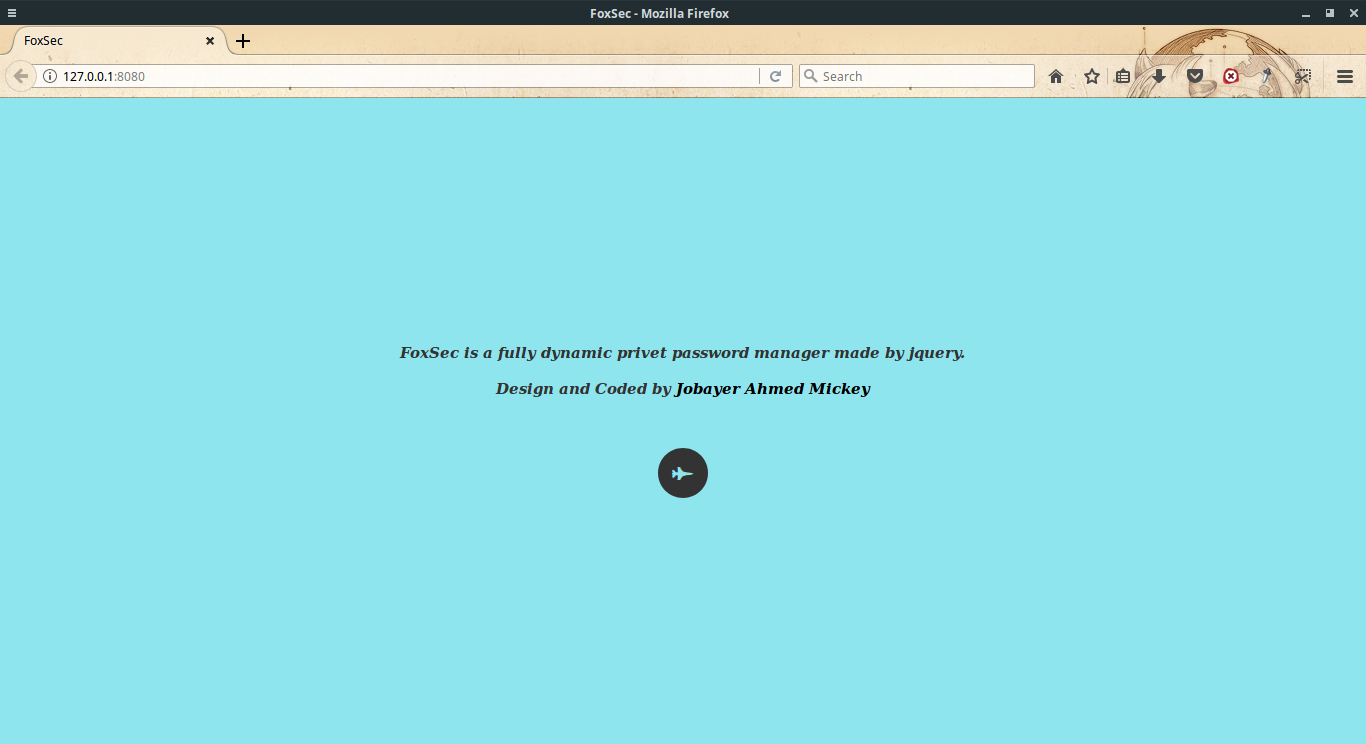 FoxSec - Mozilla Firefox
FoxSec
127.0.0.1:8080
Search
FoxSec is a fully dynamic privet password manager made by jquery.
Design and Coded by Jobayer Ahmed Mickey